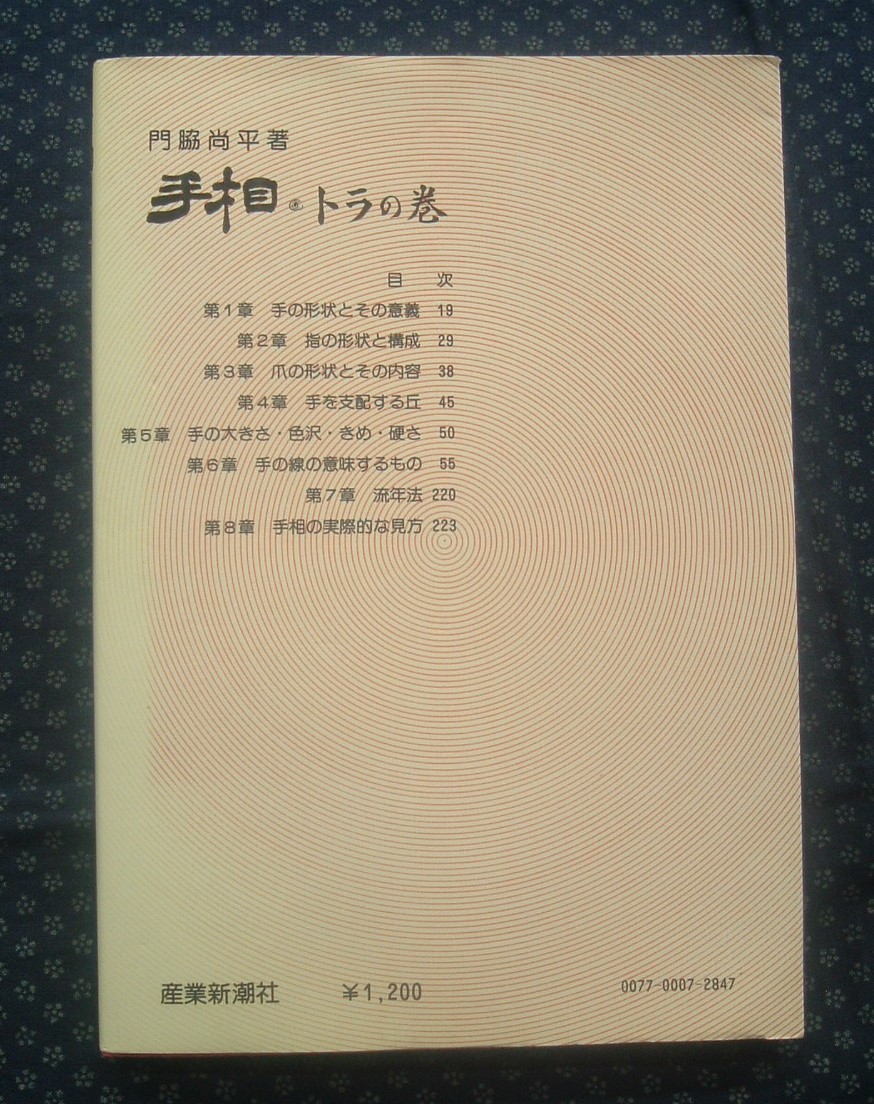 門脇尚平著
手相・トラの巻
目 次
第1章 手の形状とその意義 19
第2章 指の形状と構成 29
第3章 爪の形状とその内容 38
第4章 手を支配する丘 45
第5章 手の大きさ・色沢・きめ・硬さ 50
第6章 手の線の意味するもの 55
第7章 流年法 220
第8章 手相の実際的な見方 223
産業新潮社 ¥1,200 0077-0007-2847